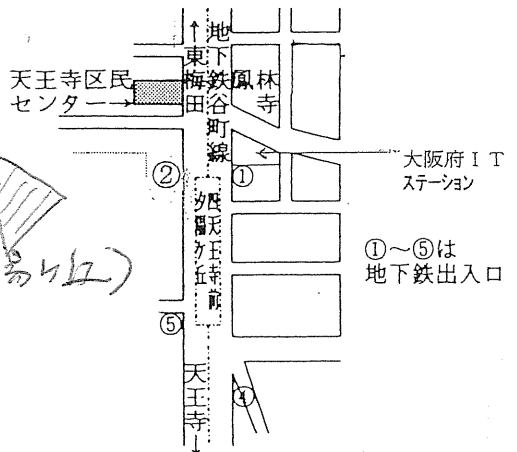 ↑東梅田
地下鉄谷町線
鳳林寺
天王寺区民
センター→
大阪府IT
ステーション
②
①
四天王寺前
夕陽ケ丘
①～⑤は
地下鉄出入口
ヶ丘)
⑤
④
天王寺↓